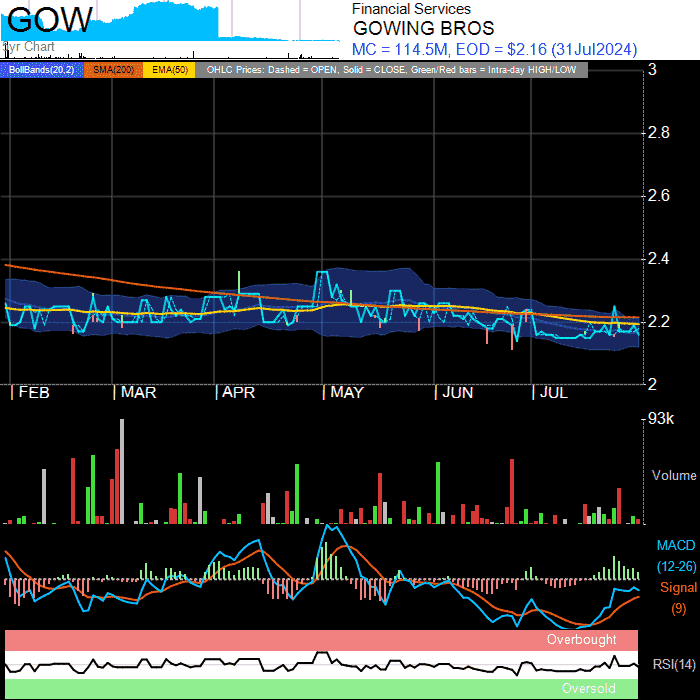 GOW
5yr Chart
Financial Services
GOWING BROS
MC = 114.5M, EOD = $2.16 (31Jul2024)
BollBands(20,2) SMA(200) EMA(50) OHLC Prices: Dashed = OPEN, Solid = CLOSE, Green/Red bars = Intra-day HIGH/LOW
3
2.8
2.6
2.4
2.2
2
FEB MAR APR MAY JUN JUL
93k
Volume
MACD
(12-26)
Signal
(9)
Overbought
RSI(14)
Oversold